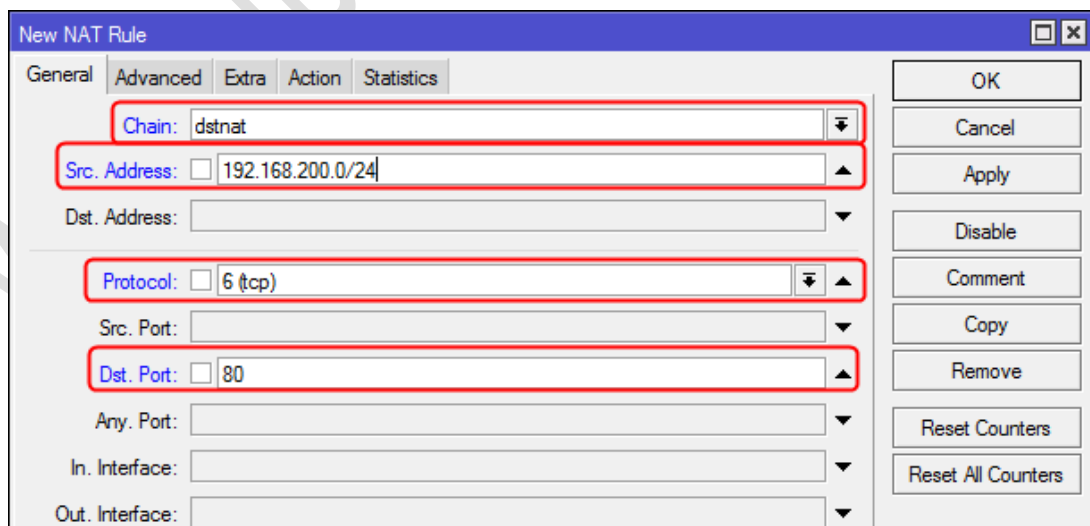 New NAT Rule
General Advanced Extra Action Statistics
Chain: dstnat
Src. Address: 192.168.200.0/24
Dst. Address:
Protocol: 6 (tcp)
Src. Port:
Dst. Port: 80
Any. Port:
In. Interface:
Out. Interface:
OK
Cancel
Apply
Disable
Comment
Copy
Remove
Reset Counters
Reset All Counters